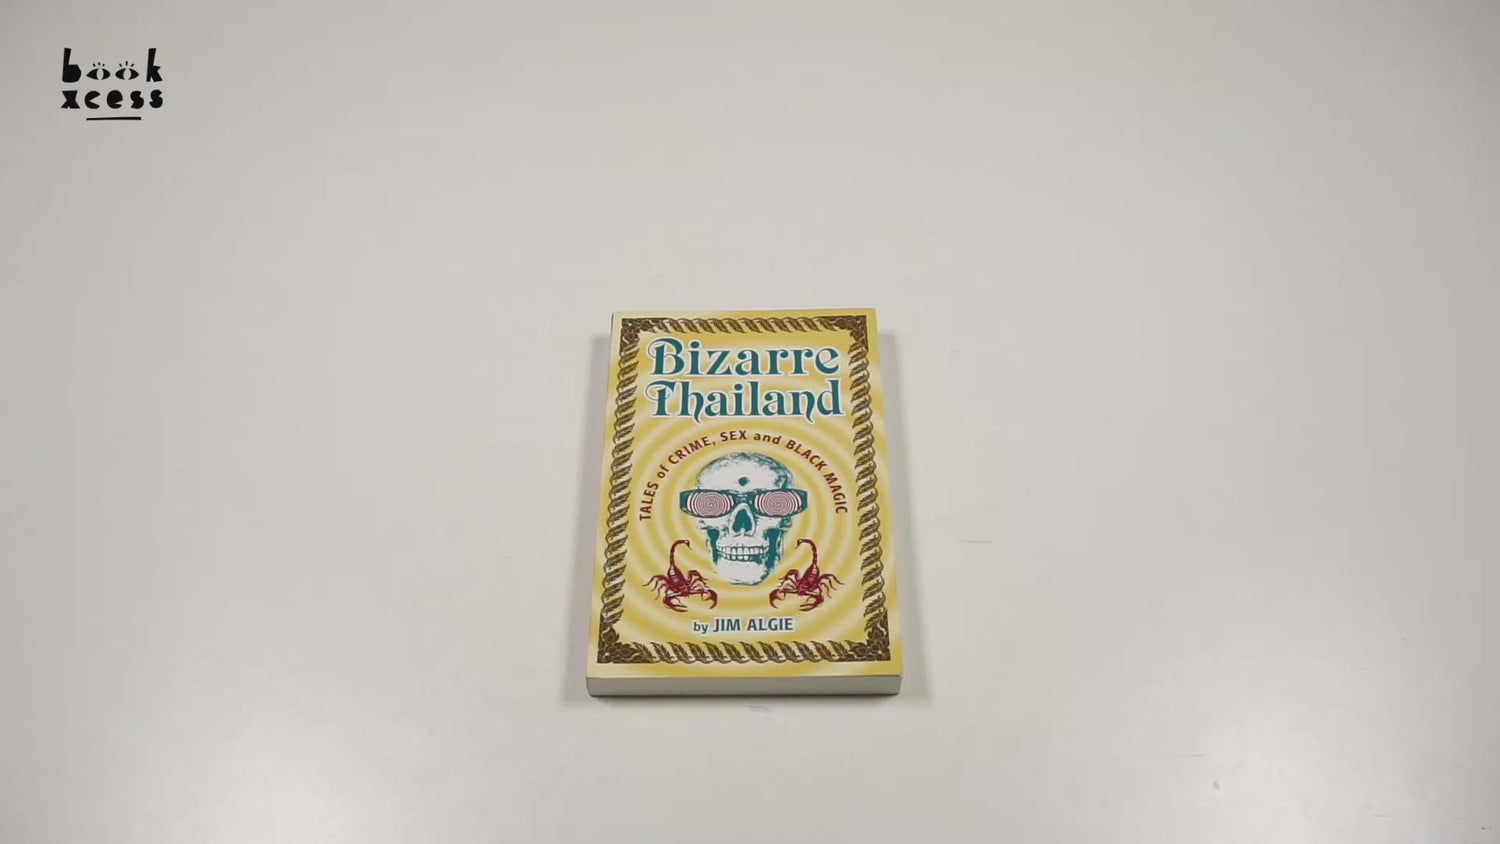 book
xcess
Bizarre
Thailand
TALES of CRIME, SEX and BLACK MAGIC
by JIM ALGIE